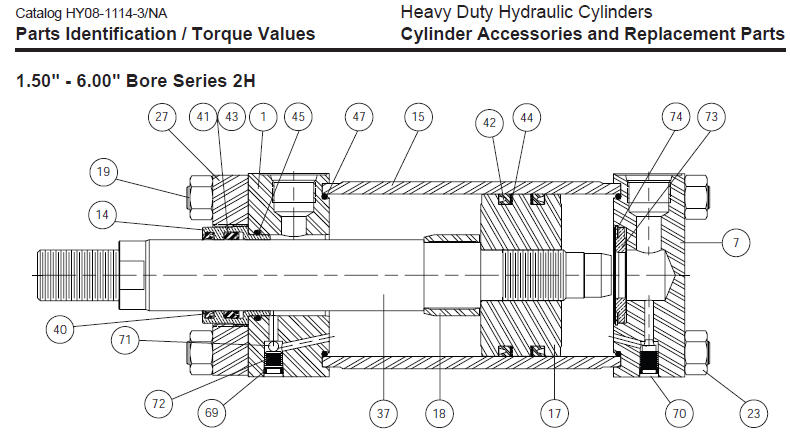 Catalog HY08-1114-3/NA
Heavy Duty Hydraulic Cylinders
Parts Identification / Torque Values
Cylinder Accessories and Replacement Parts
1.50" - 6.00" Bore Series 2H
27 41 43 1 45 47 15 42 44 74 73
19
14
7
40
71
72 69 37 18 17 70 23